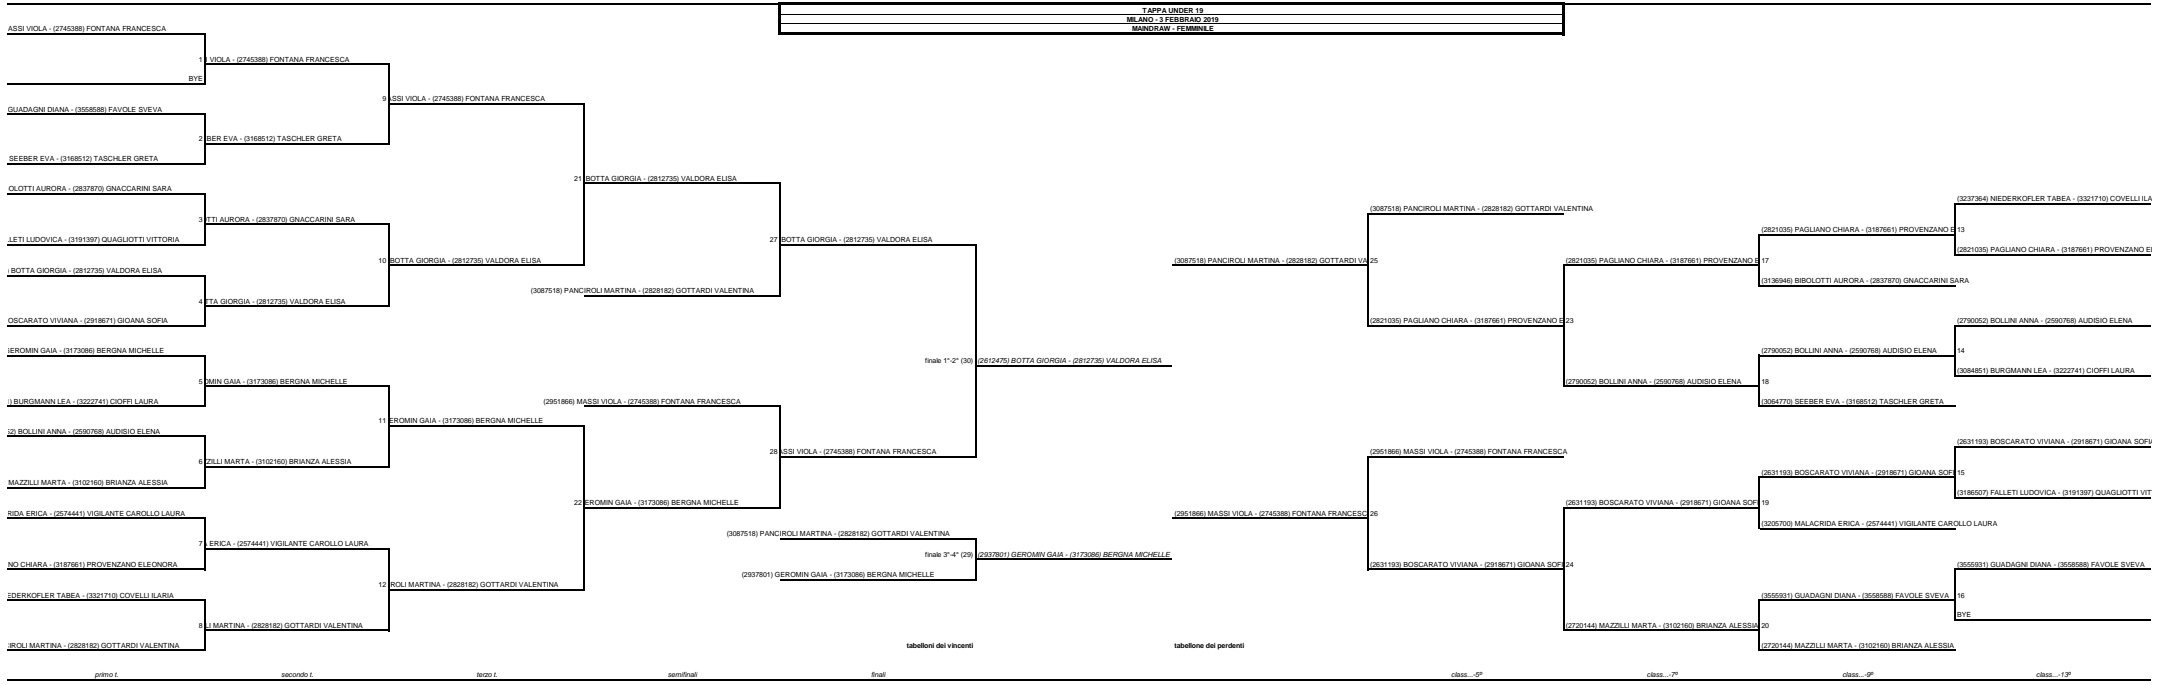 TAPPA UNDER 19
MILANO - 3 FEBBRAIO 2019
MAINDRAW - FEMMINILE
ASSI VIOLA - (2745388) FONTANA FRANCESCA
BYE
GUADAGNI DIANA - (3558588) FAVOLE SVEVA
SEEBER EVA - (3168512) TASCHLER GRETA
OLOTTI AURORA - (2837870) GNACCARINI SARA
LETI LUDOVICA - (3191397) QUAGLIOTTI VITTORIA
) BOTTA GIORGIA - (2812735) VALDORA ELISA
OSCARATO VIVIANA - (2918671) GIOANA SOFIA
EROMIN GAIA - (3173086) BERGNA MICHELLE
) BURGMANN LEA - (3222741) CIOFFI LAURA
52) BOLLINI ANNA - (2590768) AUDISIO ELENA
MAZZILLI MARTA - (3102160) BRIANZA ALESSIA
RIDA ERICA - (2574441) VIGILANTE CAROLLO LAURA
NO CHIARA - (3187661) PROVENZANO ELEONORA
EDERKOFLER TABEA - (3321710) COVELLI ILARIA
IROLI MARTINA - (2828182) GOTTARDI VALENTINA
primo t.
1 I VIOLA - (2745388) FONTANA FRANCESCA
2 BER EVA - (3168512) TASCHLER GRETA
3 TTI AURORA - (2837870) GNACCARINI SARA
4 TTA GIORGIA - (2812735) VALDORA ELISA
5 OMIN GAIA - (3173086) BERGNA MICHELLE
6 ZILLI MARTA - (3102160) BRIANZA ALESSIA
7 ERICA - (2574441) VIGILANTE CAROLLO LAURA
8 LI MARTINA - (2828182) GOTTARDI VALENTINA
secondo t.
9 ASSI VIOLA - (2745388) FONTANA FRANCESCA
10 BOTTA GIORGIA - (2812735) VALDORA ELISA
11 EROMIN GAIA - (3173086) BERGNA MICHELLE
12 ROLI MARTINA - (2828182) GOTTARDI VALENTINA
terzo t.
21 BOTTA GIORGIA - (2812735) VALDORA ELISA
(3087518) PANCIROLI MARTINA - (2828182) GOTTARDI VALENTINA
(2951866) MASSI VIOLA - (2745388) FONTANA FRANCESCA
22 EROMIN GAIA - (3173086) BERGNA MICHELLE
semifinali
27 BOTTA GIORGIA - (2812735) VALDORA ELISA
28 ASSI VIOLA - (2745388) FONTANA FRANCESCA
(3087518) PANCIROLI MARTINA - (2828182) GOTTARDI VALENTINA
(2937801) GEROMIN GAIA - (3173086) BERGNA MICHELLE
finali
finale 1°-2° (30) (2612475) BOTTA GIORGIA - (2812735) VALDORA ELISA
finale 3°-4° (29) (2937801) GEROMIN GAIA - (3173086) BERGNA MICHELLE
tabelloni dei vincenti
tabellone dei perdenti
(3087518) PANCIROLI MARTINA - (2828182) GOTTARDI VA 25
(2951866) MASSI VIOLA - (2745388) FONTANA FRANCESC 26
(3087518) PANCIROLI MARTINA - (2828182) GOTTARDI VALENTINA
(2821035) PAGLIANO CHIARA - (3187661) PROVENZANO E 23
(2951866) MASSI VIOLA - (2745388) FONTANA FRANCESCA
(2631193) BOSCARATO VIVIANA - (2918671) GIOANA SOFI 24
class...-5º
(2821035) PAGLIANO CHIARA - (3187661) PROVENZANO E 17
(2790052) BOLLINI ANNA - (2590768) AUDISIO ELENA 18
(2631193) BOSCARATO VIVIANA - (2918671) GIOANA SOFI 19
(2720144) MAZZILLI MARTA - (3102160) BRIANZA ALESSIA 20
class...-7º
(2821035) PAGLIANO CHIARA - (3187661) PROVENZANO E 13
(3136946) BIBOLOTTI AURORA - (2837870) GNACCARINI SARA
(2790052) BOLLINI ANNA - (2590768) AUDISIO ELENA 14
(3064770) SEEBER EVA - (3168512) TASCHLER GRETA
(2631193) BOSCARATO VIVIANA - (2918671) GIOANA SOFI 15
(3205700) MALACRIDA ERICA - (2574441) VIGILANTE CAROLLO LAURA
(3555931) GUADAGNI DIANA - (3558588) FAVOLE SVEVA 16
(2720144) MAZZILLI MARTA - (3102160) BRIANZA ALESSIA
class...-9º
(3237364) NIEDERKOFLER TABEA - (3321710) COVELLI ILA
(2821035) PAGLIANO CHIARA - (3187661) PROVENZANO E
(2790052) BOLLINI ANNA - (2590768) AUDISIO ELENA
(3084851) BURGMANN LEA - (3222741) CIOFFI LAURA
(2631193) BOSCARATO VIVIANA - (2918671) GIOANA SOFI
(3186507) FALLETI LUDOVICA - (3191397) QUAGLIOTTI VIT
(3555931) GUADAGNI DIANA - (3558588) FAVOLE SVEVA
BYE
class...-13º